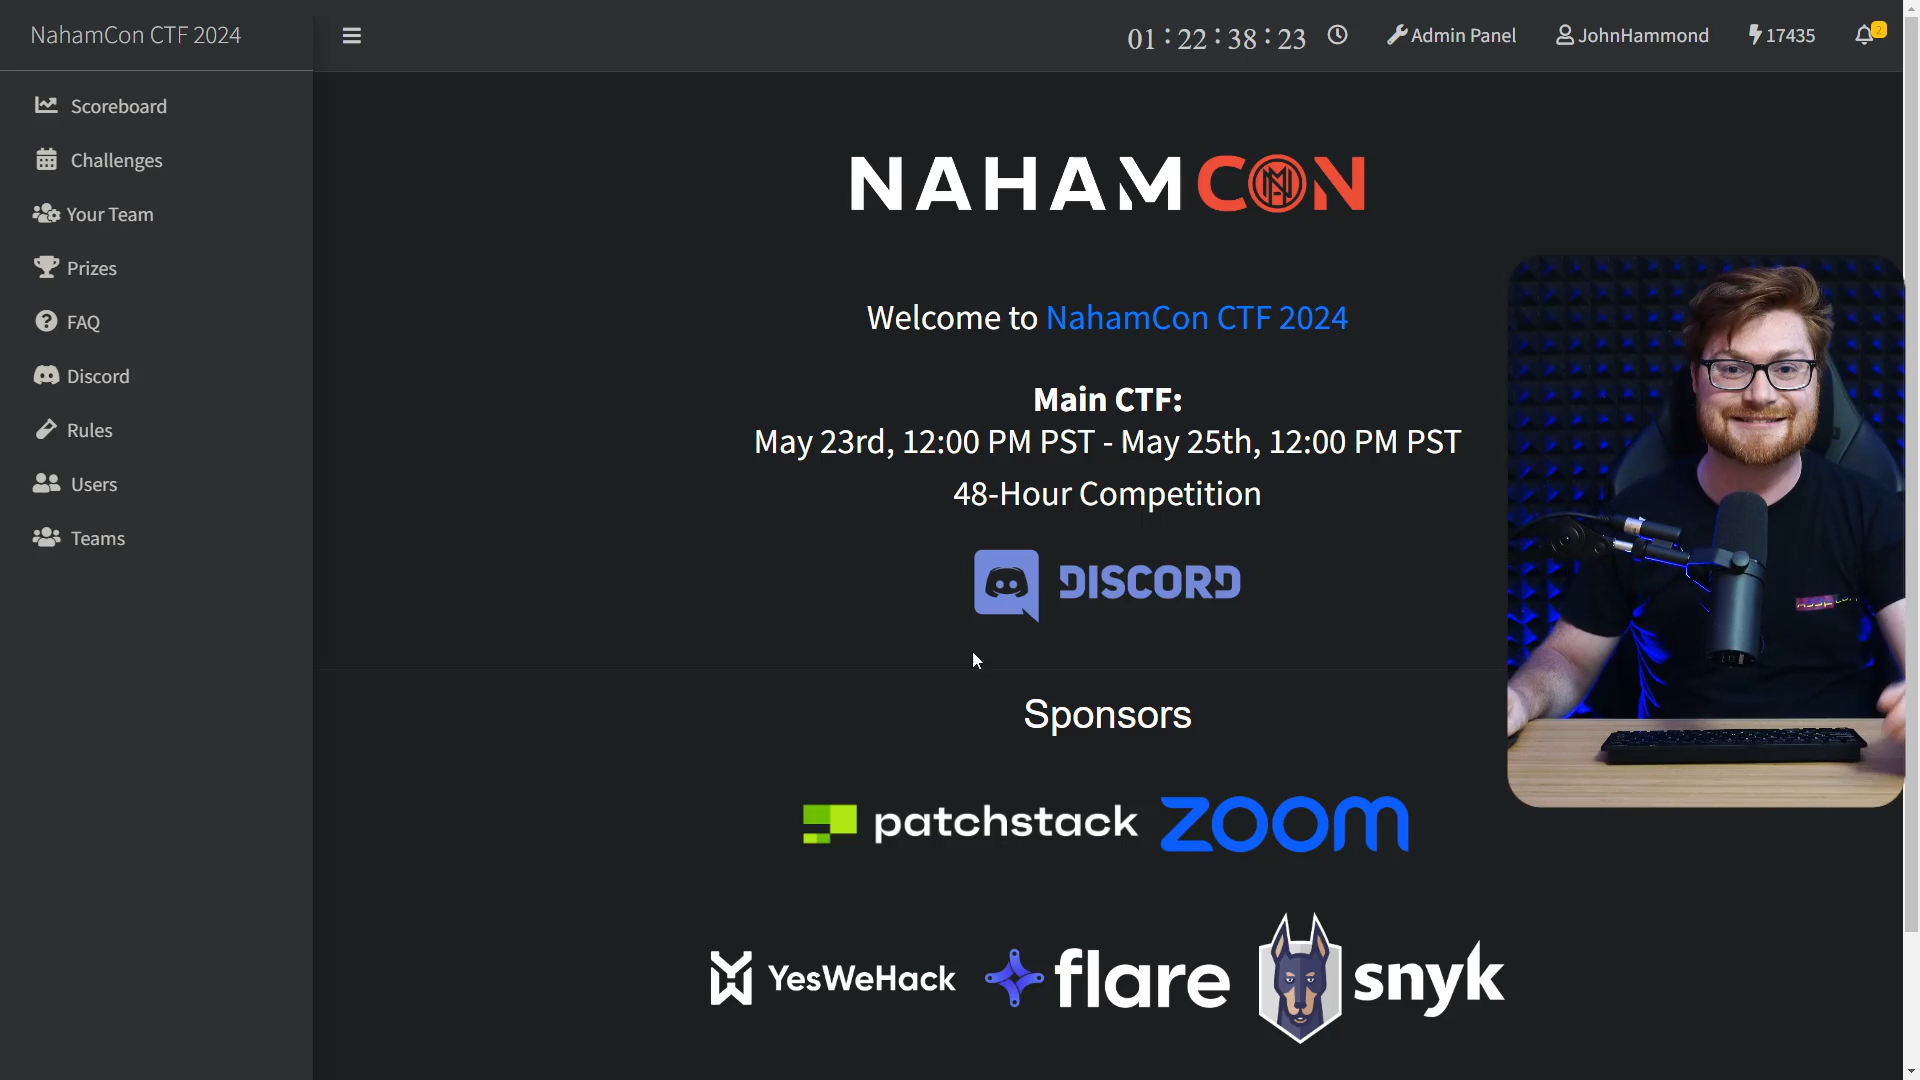 NahamCon CTF 2024
01:22:38:23
Admin Panel
JohnHammond
17435
2
Scoreboard
Challenges
Your Team
Prizes
FAQ
Discord
Rules
Users
Teams
NAHAMCON
Welcome to NahamCon CTF 2024
Main CTF:
May 23rd, 12:00 PM PST - May 25th, 12:00 PM PST
48-Hour Competition
DISCORD
Sponsors
patchstack
zoom
YesWeHack
flare
snyk